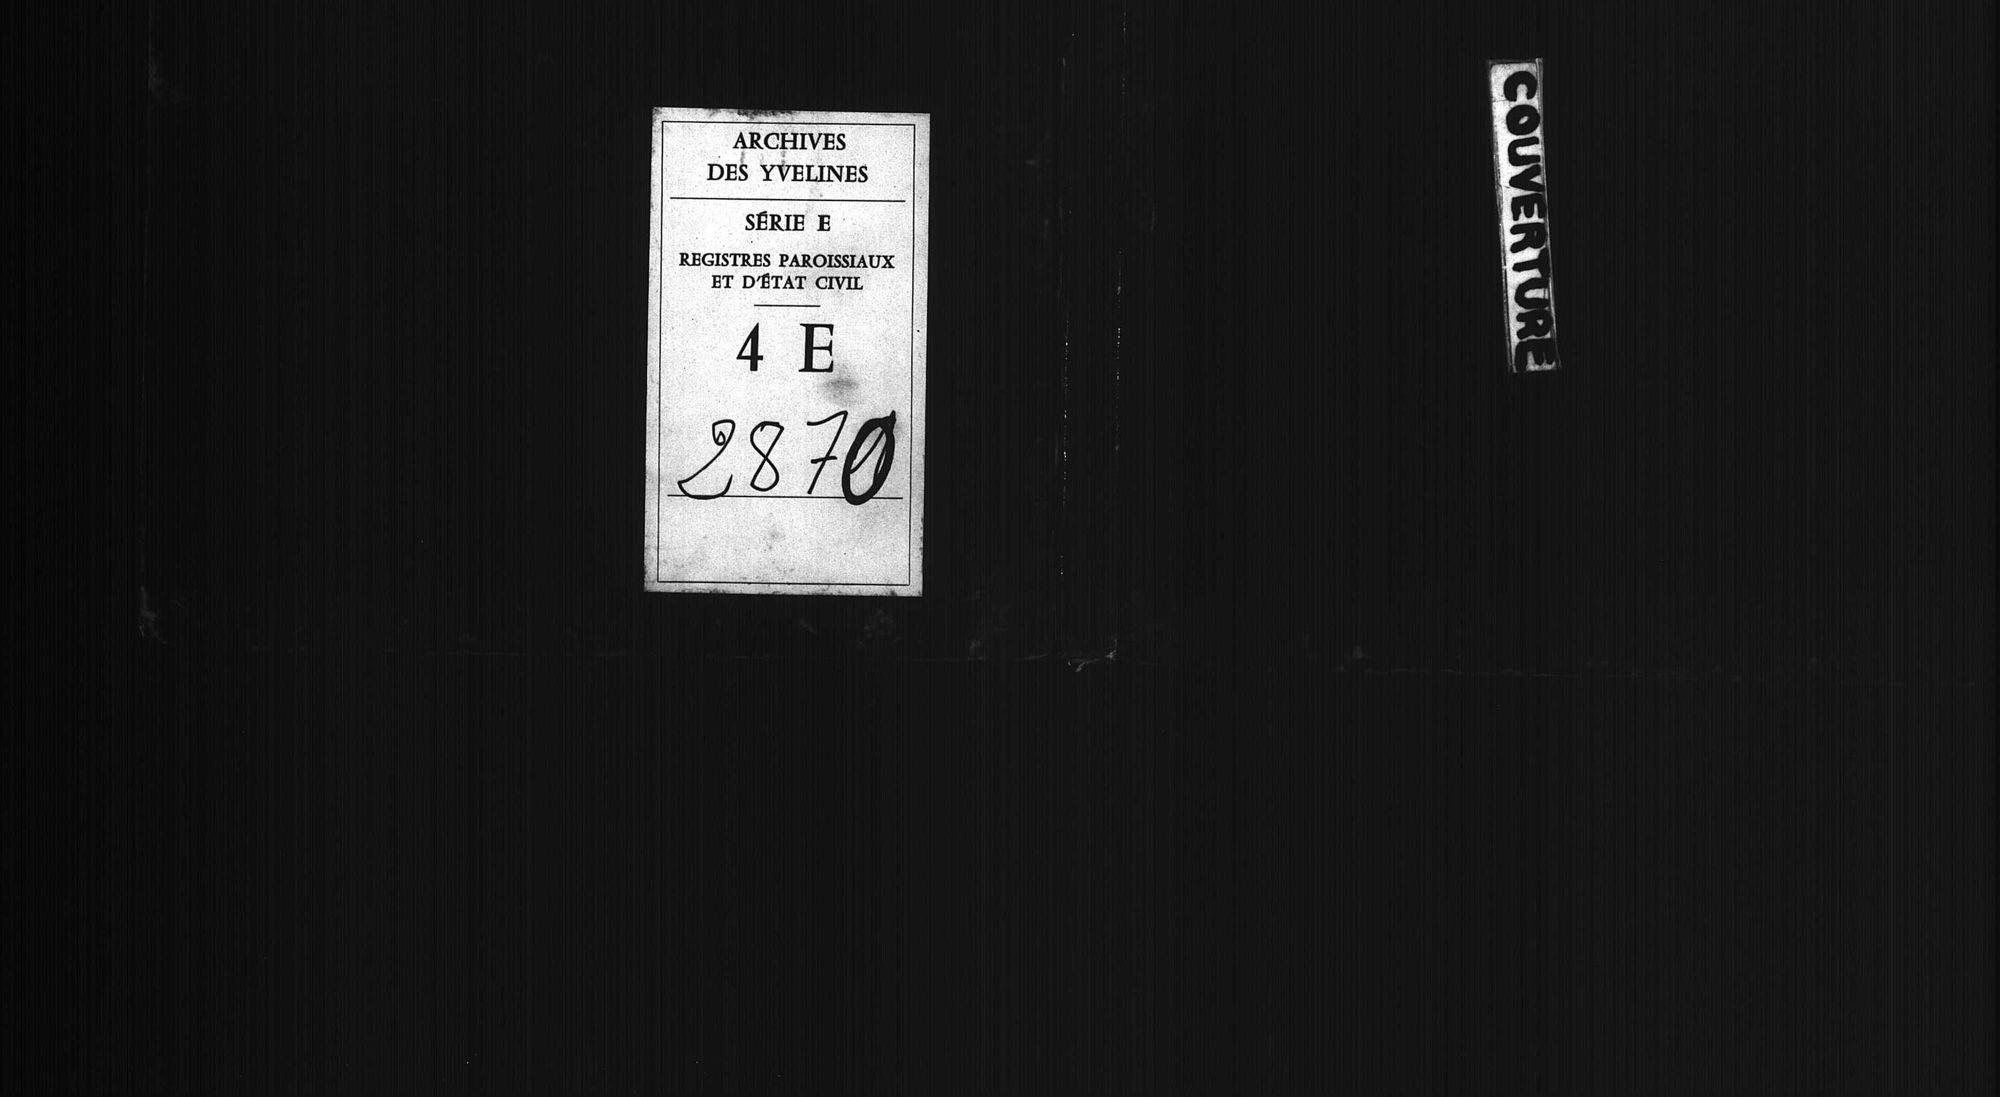 ARCHIVES
DES YVELINES
SÉRIE E
REGISTRES PAROISSIAUX
ET D'ÉTAT CIVIL
4 E
2870
COUVERTURE